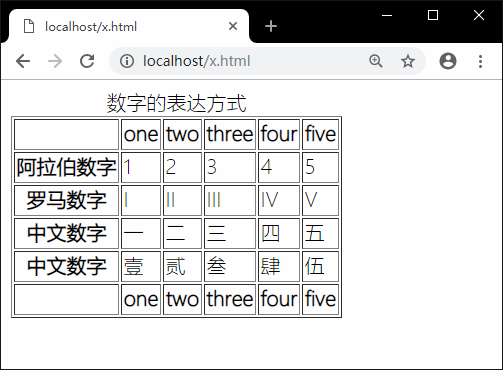 localhost/x.html
localhost/x.html
数字的表达方式
one two three four five
阿拉伯数字 1 2 3 4 5
罗马数字 I II III IV V
中文数字 一 二 三 四 五
中文数字 壹 贰 叁 肆 伍
one two three four five